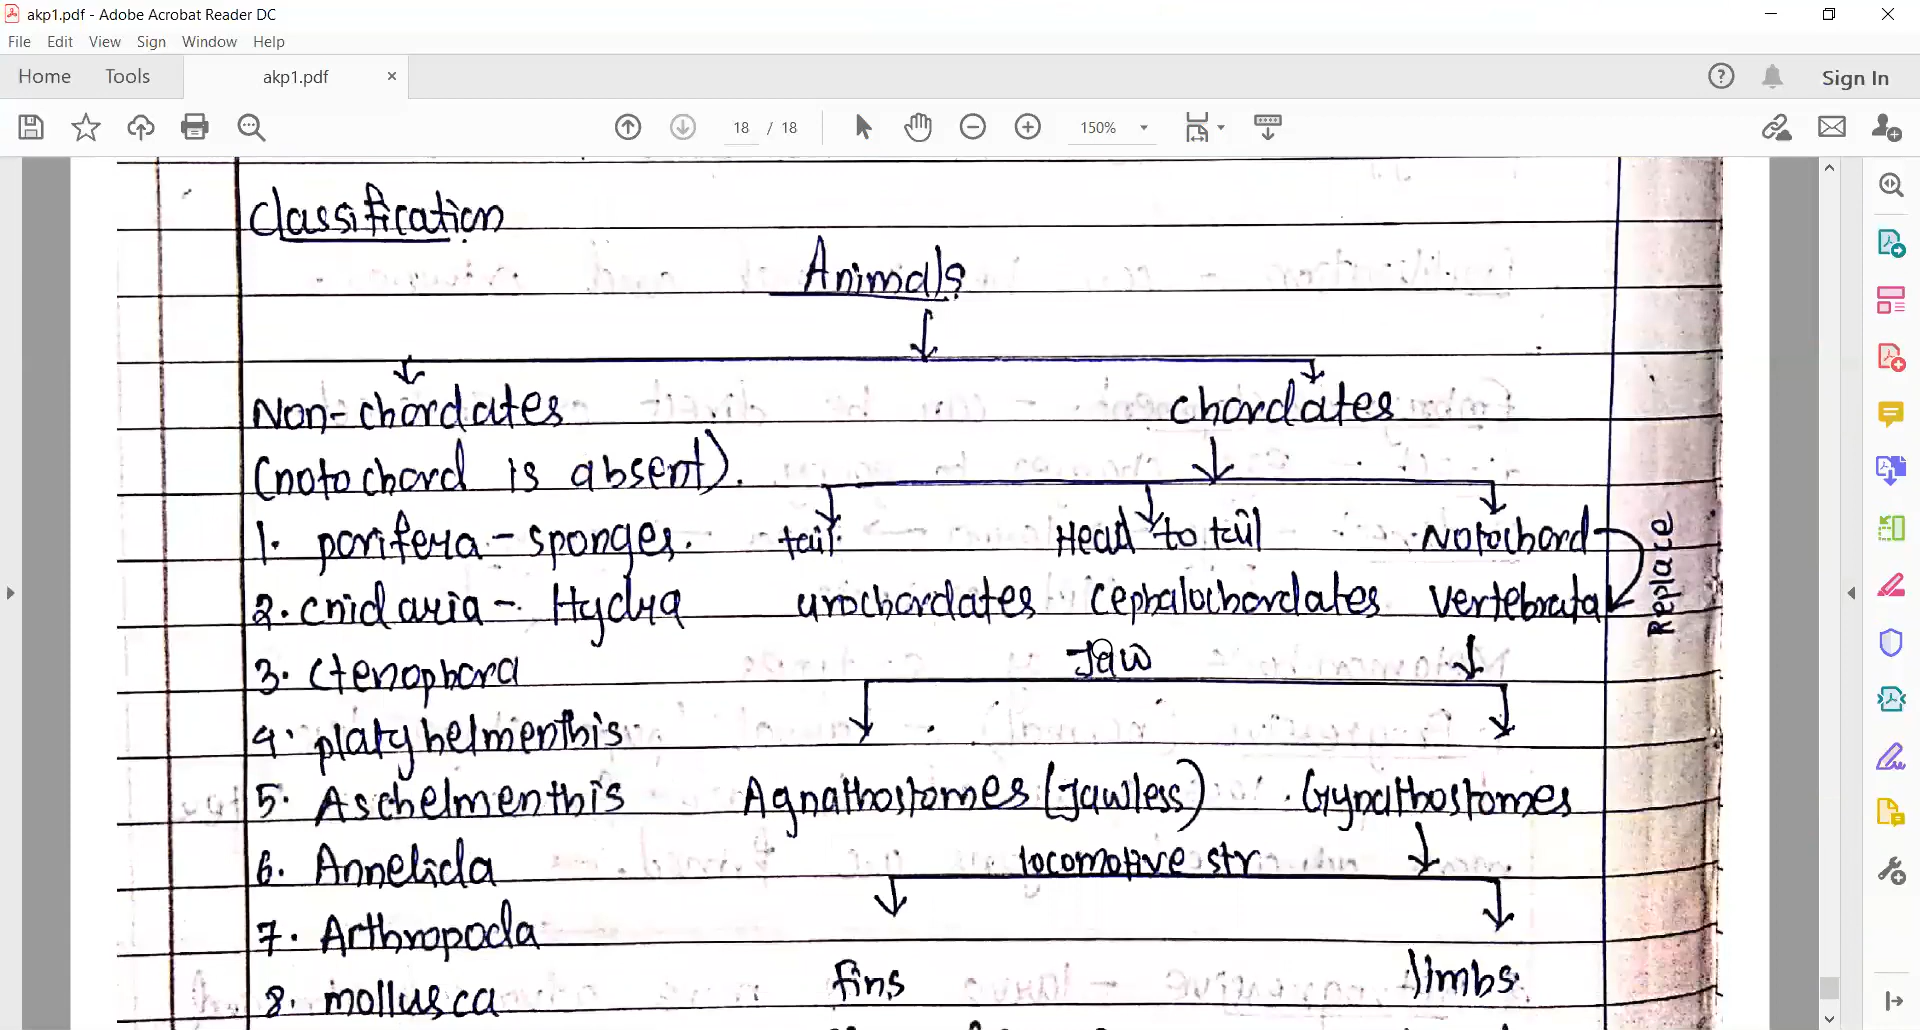 akp1.pdf - Adobe Acrobat Reader DC
File Edit View Sign Window Help
Home Tools akp1.pdf × Sign In
18 / 18 150%
Classification
Animals
Non-chordates chordates
(notochord is absent).
1. porifera - sponges. tail. Head to tail Notochord
2. cnidaria - Hydra urochordates cephalochordates vertebrata
Replace
3. ctenophora Jaw
4. platyhelmenthis
5. Aschelmenthis Agnathostomes (Jawless) Gynathostomes
6. Annelida locomotive str
7. Arthropoda
8. mollusca fins limbs.